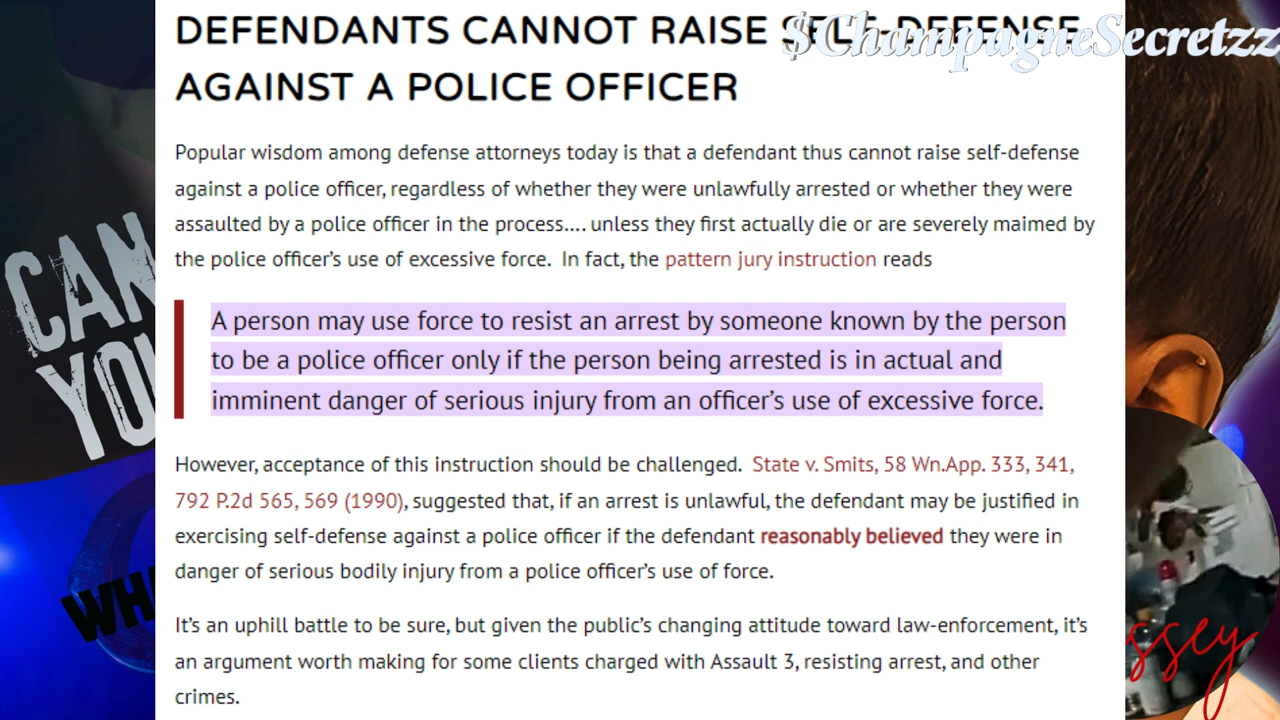 DEFENDANTS CANNOT RAISE SELF-DEFENSE
AGAINST A POLICE OFFICER
$ChampagneSecretzz
Popular wisdom among defense attorneys today is that a defendant thus cannot raise self-defense
against a police officer, regardless of whether they were unlawfully arrested or whether they were
assaulted by a police officer in the process.... unless they first actually die or are severely maimed by
the police officer's use of excessive force. In fact, the pattern jury instruction reads
A person may use force to resist an arrest by someone known by the person
to be a police officer only if the person being arrested is in actual and
imminent danger of serious injury from an officer's use of excessive force.
However, acceptance of this instruction should be challenged. State v. Smits, 58 Wn.App. 333, 341,
792 P.2d 565, 569 (1990), suggested that, if an arrest is unlawful, the defendant may be justified in
exercising self-defense against a police officer if the defendant reasonably believed they were in
danger of serious bodily injury from a police officer's use of force.
It's an uphill battle to be sure, but given the public's changing attitude toward law-enforcement, it's
an argument worth making for some clients charged with Assault 3, resisting arrest, and other
crimes.
CAN
YOU
WH
ssey